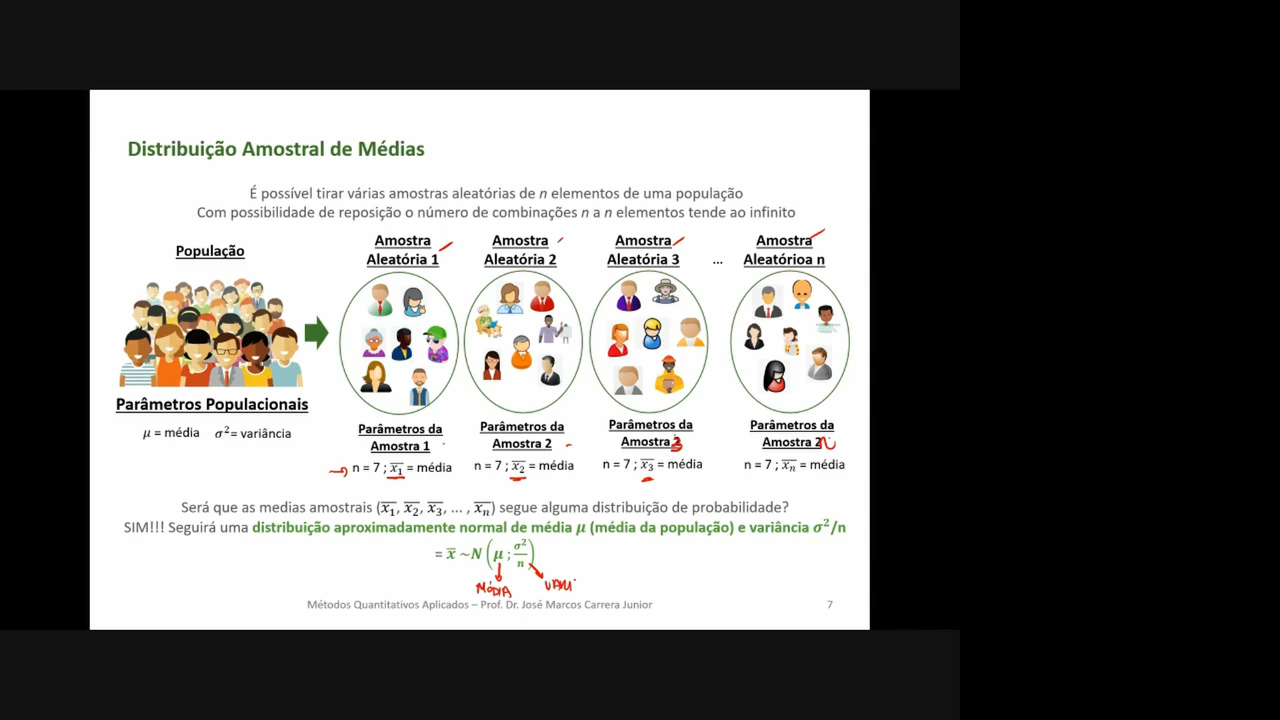 Distribuição Amostral de Médias
É possível tirar várias amostras aleatórias de n elementos de uma população
Com possibilidade de reposição o número de combinações n a n elementos tende ao infinito
População
Amostra
Aleatória 1
Amostra
Aleatória 2
Amostra
Aleatória 3
...
Amostra
Aleatórioa n
Parâmetros Populacionais
μ = média σ²= variância
Parâmetros da
Amostra 1
n = 7 ; x̅₁ = média
Parâmetros da
Amostra 2
n = 7 ; x̅₂ = média
Parâmetros da
Amostra 3
n = 7 ; x̅₃ = média
Parâmetros da
Amostra 2 n
n = 7 ; x̅ₙ = média
Será que as medias amostrais (x̅₁, x̅₂, x̅₃, ... , x̅ₙ) segue alguma distribuição de probabilidade?
SIM!!! Seguirá uma distribuição aproximadamente normal de média μ (média da população) e variância σ²/n
= x̅ ~N (μ ; σ²/n)
MÉDIA
Métodos Quantitativos Aplicados – Prof. Dr. José Marcos Carrera Junior
7